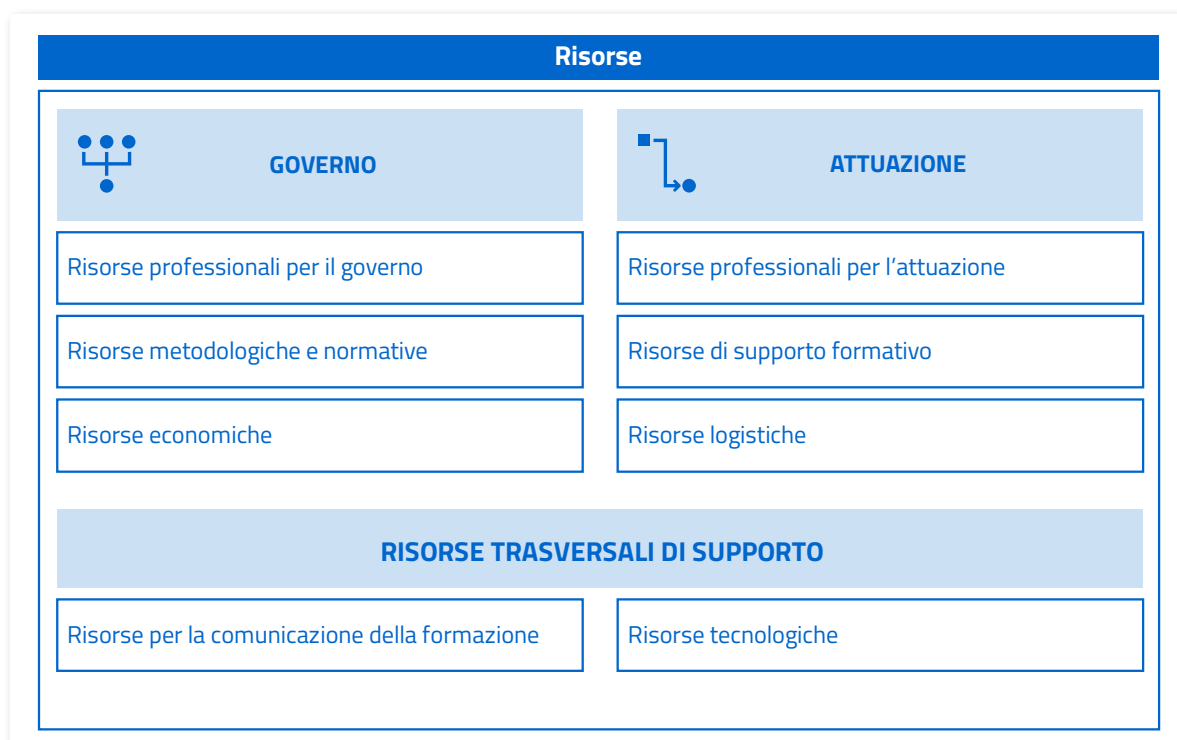 Risorse
GOVERNO
Risorse professionali per il governo
Risorse metodologiche e normative
Risorse economiche
ATTUAZIONE
Risorse professionali per l’attuazione
Risorse di supporto formativo
Risorse logistiche
RISORSE TRASVERSALI DI SUPPORTO
Risorse per la comunicazione della formazione
Risorse tecnologiche